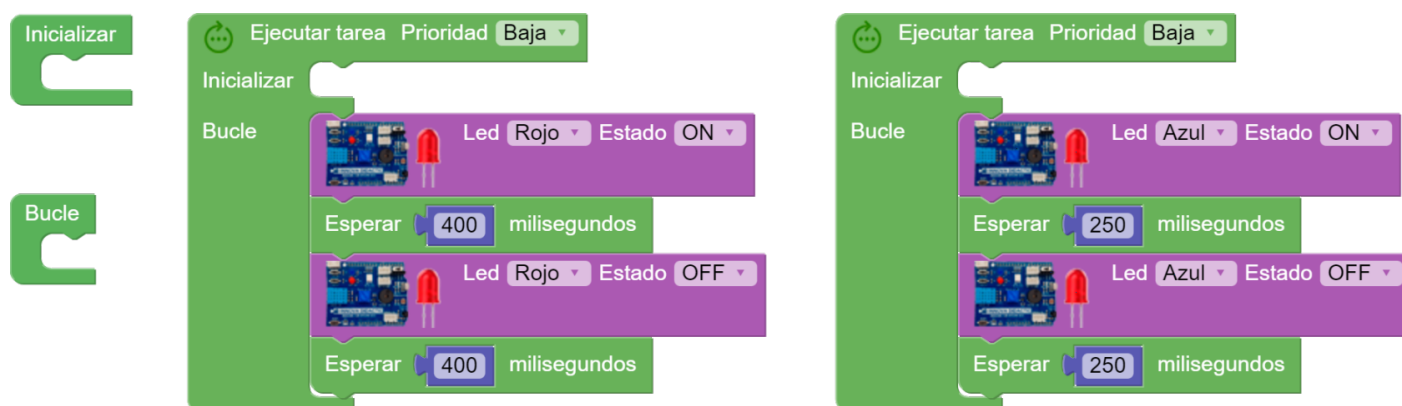 Inicializar
Bucle
Ejecutar tarea Prioridad Baja
Inicializar
Bucle
Led Rojo Estado ON
Esperar 400 milisegundos
Led Rojo Estado OFF
Esperar 400 milisegundos
Ejecutar tarea Prioridad Baja
Inicializar
Bucle
Led Azul Estado ON
Esperar 250 milisegundos
Led Azul Estado OFF
Esperar 250 milisegundos